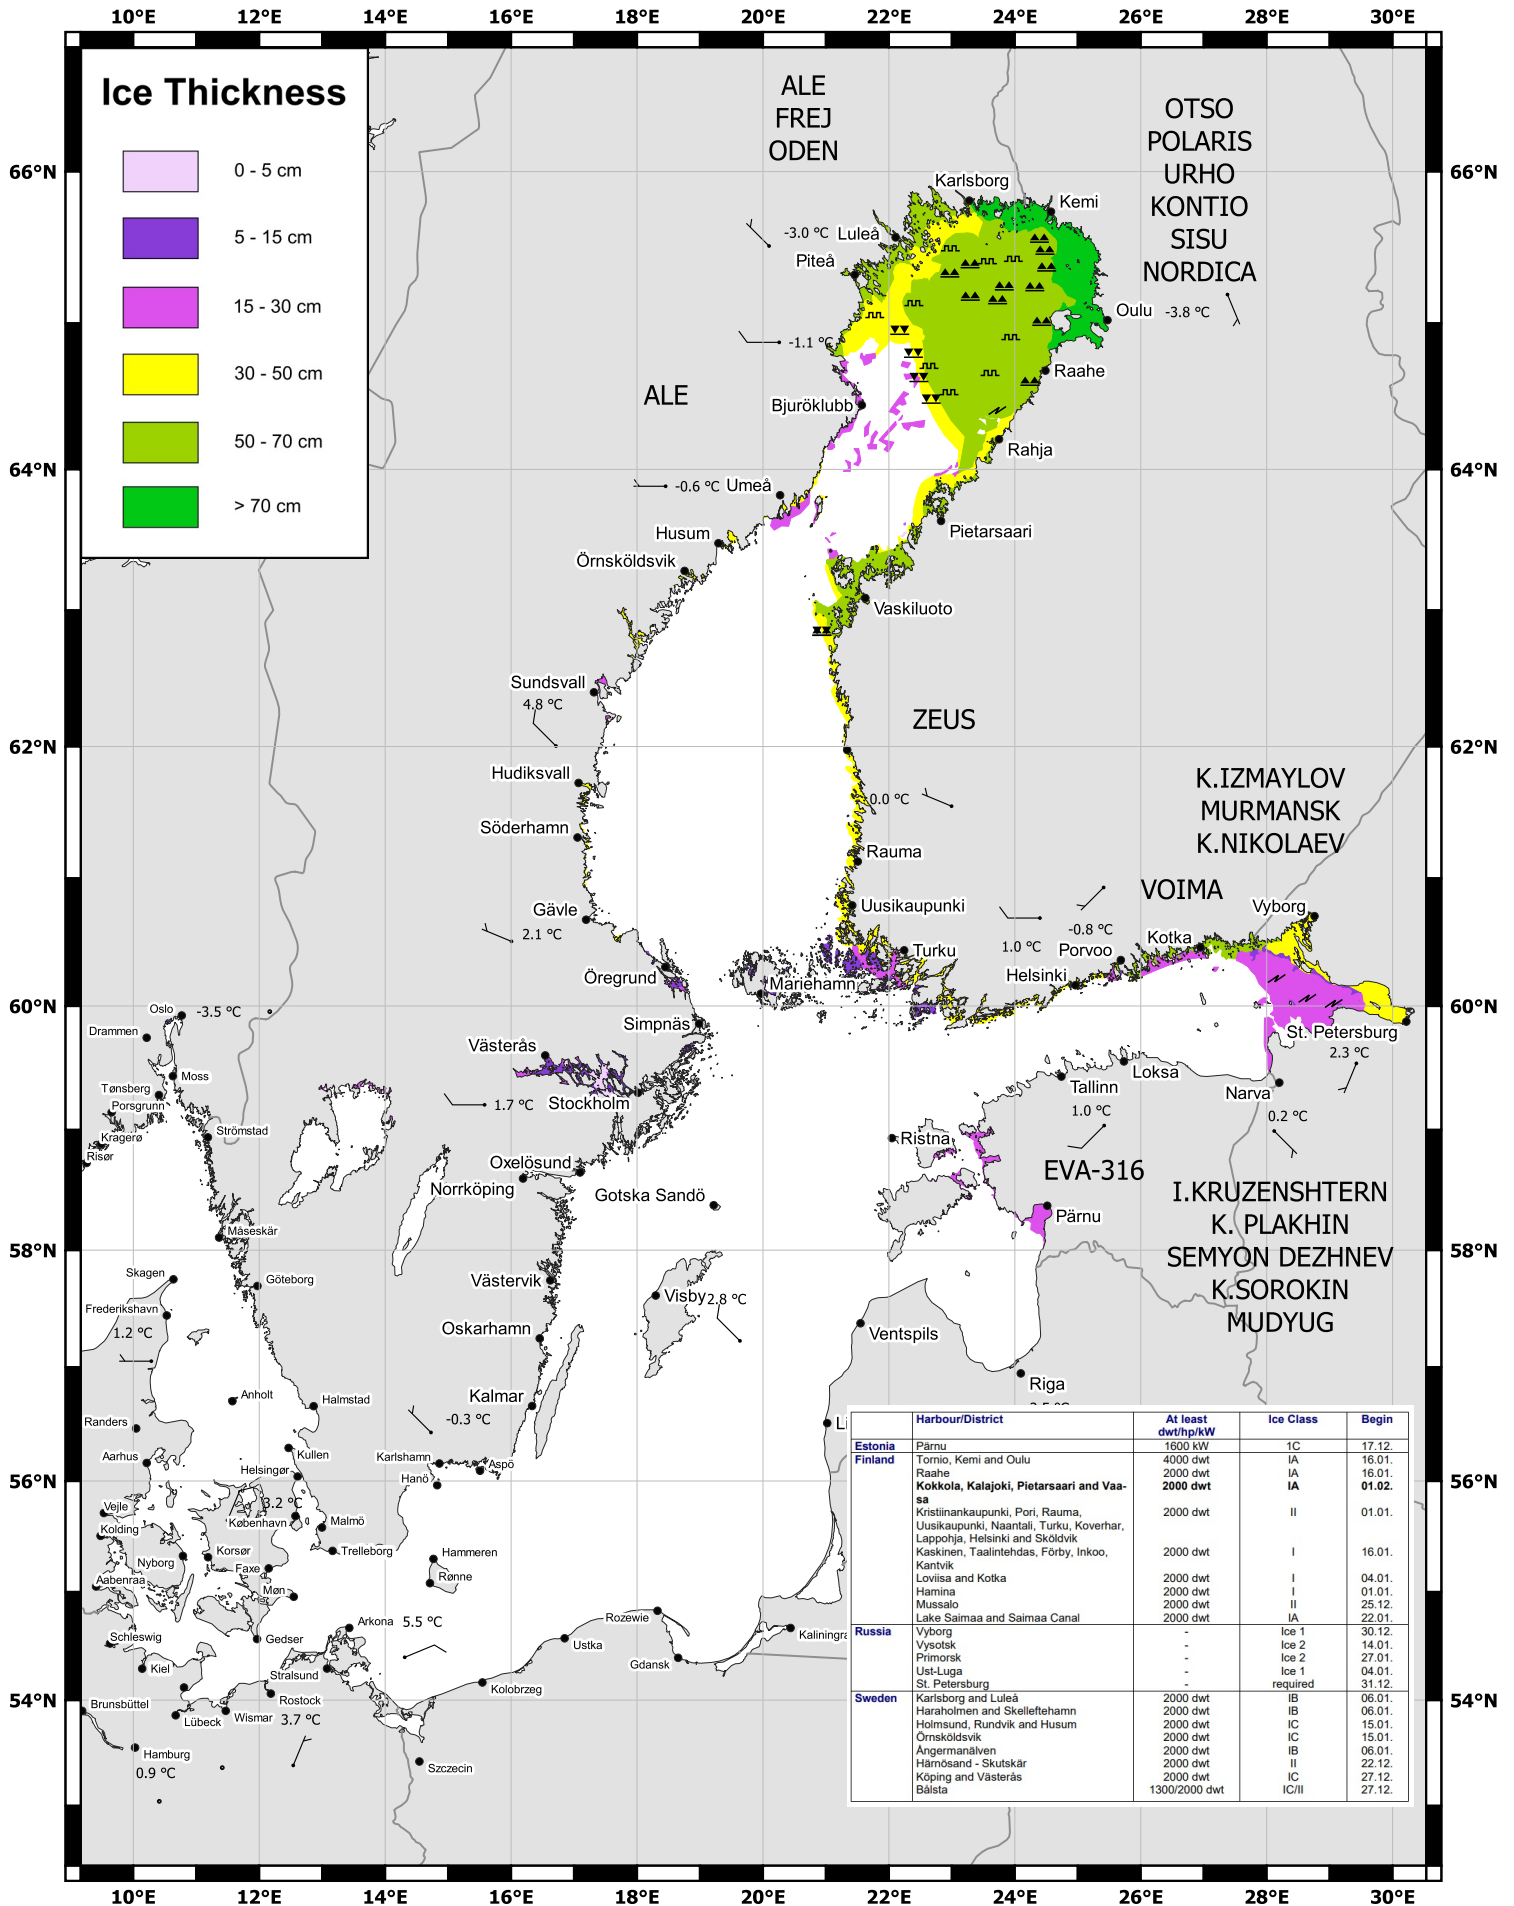 10°E 12°E 14°E 16°E 18°E 20°E 22°E 24°E 26°E 28°E 30°E
Ice Thickness
0 - 5 cm
5 - 15 cm
15 - 30 cm
30 - 50 cm
50 - 70 cm
> 70 cm
ALE
FREJ
ODEN
OTSO
POLARIS
URHO
KONTIO
SISU
NORDICA
66°N 66°N
Karlsborg
Kemi
-3.0 °C
Luleå
Piteå
Oulu
-3.8 °C
-1.1 °C
Raahe
ALE
Bjuröklubb
Rahja
64°N 64°N
-0.6 °C
Umeå
Husum
Pietarsaari
Örnsköldsvik
Vaskiluoto
Sundsvall
4.8 °C
ZEUS
62°N 62°N
Hudiksvall
0.0 °C
K.IZMAYLOV
MURMANSK
K.NIKOLAEV
Söderhamn
Rauma
VOIMA
Gävle
2.1 °C
Uusikaupunki
Vyborg
-0.8 °C
1.0 °C
Turku
Porvoo
Kotka
Öregrund
Mariehamn
Helsinki
60°N 60°N
Oslo
-3.5 °C
Drammen
Simpnäs
St. Petersburg
2.3 °C
Västerås
Moss
Tallinn
Loksa
Narva
Tønsberg
Porsgrunn
1.7 °C
Stockholm
1.0 °C
0.2 °C
Kragerø
Risør
Strömstad
Ristna
Oxelösund
Norrköping
Gotska Sandö
EVA-316
Pärnu
I.KRUZENSHTERN
K. PLAKHIN
SEMYON DEZHNEV
K.SOROKIN
MUDYUG
Måseskär
58°N 58°N
Skagen
Göteborg
Västervik
Visby
2.8 °C
Frederikshavn
1.2 °C
Oskarhamn
Ventspils
Riga
Anholt
Halmstad
Kalmar
-0.3 °C
Randers
Aarhus
Kullen
Karlshamn
Aspö
Helsingør
Hanö
56°N 56°N
Vejle
3.2 °C
København
Malmö
Kolding
Korsør
Nyborg
Trelleborg
Hammeren
Faxe
Rønne
Aabenraa
Møn
Arkona
5.5 °C
Rozewie
Schleswig
Gedser
Ustka
Kiel
Stralsund
Gdansk
Kolobrzeg
54°N 54°N
Brunsbüttel
Rostock
Lübeck
Wismar
3.7 °C
Hamburg
0.9 °C
Szczecin
Harbour/District At least dwt/hp/kW Ice Class Begin
Estonia Pärnu 1600 kW 1C 17.12.
Finland Tornio, Kemi and Oulu 4000 dwt IA 16.01.
Raahe 2000 dwt IA 16.01.
Kokkola, Kalajoki, Pietarsaari and Vaa- 2000 dwt IA 01.02.
sa
Kristiinankaupunki, Pori, Rauma, 2000 dwt II 01.01.
Uusikaupunki, Naantali, Turku, Koverhar,
Lappohja, Helsinki and Sköldvik
Kaskinen, Taalintehdas, Förby, Inkoo, 2000 dwt I 16.01.
Kantvik
Loviisa and Kotka 2000 dwt I 04.01.
Hamina 2000 dwt I 01.01.
Mussalo 2000 dwt II 25.12.
Lake Saimaa and Saimaa Canal 2000 dwt IA 22.01.
Russia Vyborg - Ice 1 30.12.
Vysotsk - Ice 2 14.01.
Primorsk - Ice 2 27.01.
Ust-Luga - Ice 1 04.01.
St. Petersburg - required 31.12.
Sweden Karlsborg and Luleå 2000 dwt IB 06.01.
Haraholmen and Skelleftehamn 2000 dwt IB 06.01.
Holmsund, Rundvik and Husum 2000 dwt IC 15.01.
Örnsköldsvik 2000 dwt IC 15.01.
Ångermanälven 2000 dwt IB 06.01.
Härnösand - Skutskär 2000 dwt II 22.12.
Köping and Västerås 2000 dwt IC 27.12.
Bålsta 1300/2000 dwt IC/II 27.12.
10°E 12°E 14°E 16°E 18°E 20°E 22°E 24°E 26°E 28°E 30°E